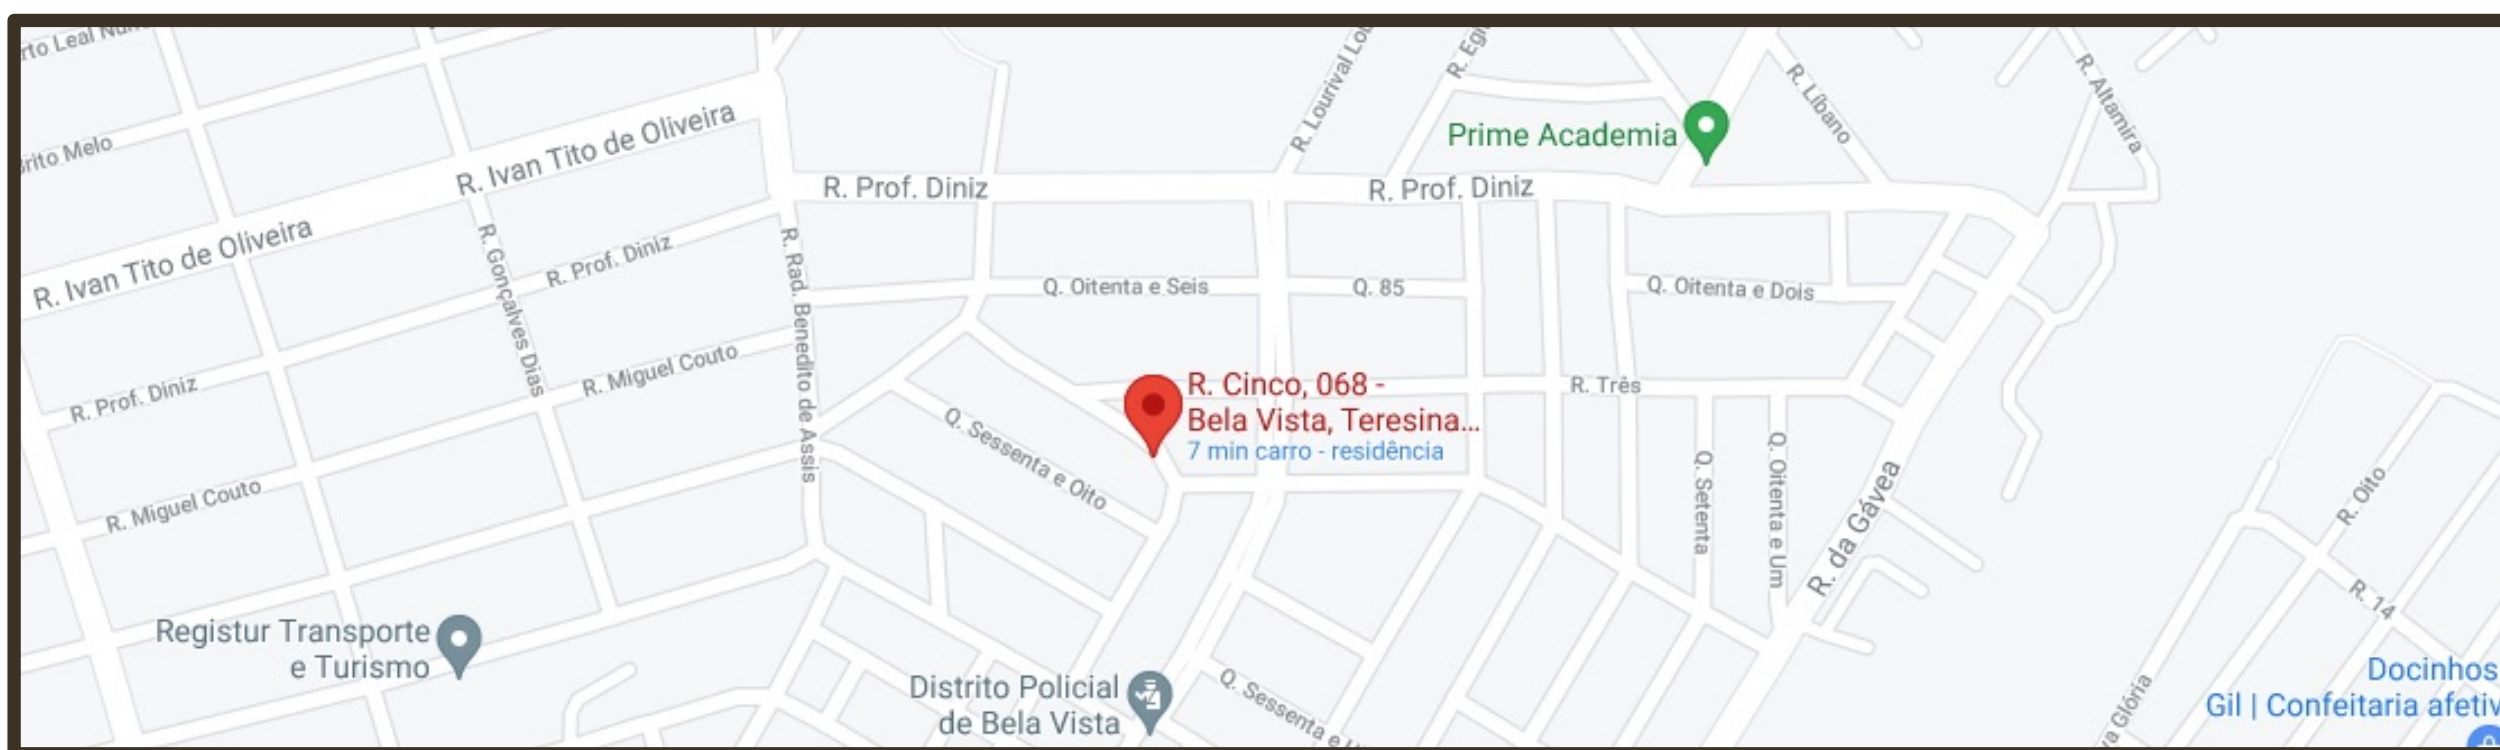 Brito Melo
R. Ivan Tito de Oliveira
R. Ivan Tito de Oliveira
R. Gonçalves Dias
R. Prof. Diniz
R. Prof. Diniz
R. Miguel Couto
R. Miguel Couto
R. Rad. Benedito de Assis
R. Prof. Diniz
R. Prof. Diniz
R. Lourival
R. Líbano
R. Altamira
Prime Academia
Q. Oitenta e Seis
Q. 85
Q. Oitenta e Dois
R. Cinco, 068 -
Bela Vista, Teresina...
7 min carro - residência
R. Três
Q. Sessenta e Oito
Q. Setenta
Q. Oitenta e Um
R. da Gávea
R. Oito
R. 14
Registur Transporte
e Turismo
Distrito Policial
de Bela Vista
Q. Sessenta e
Docinhos
Gil | Confeitaria afetiv
Glória